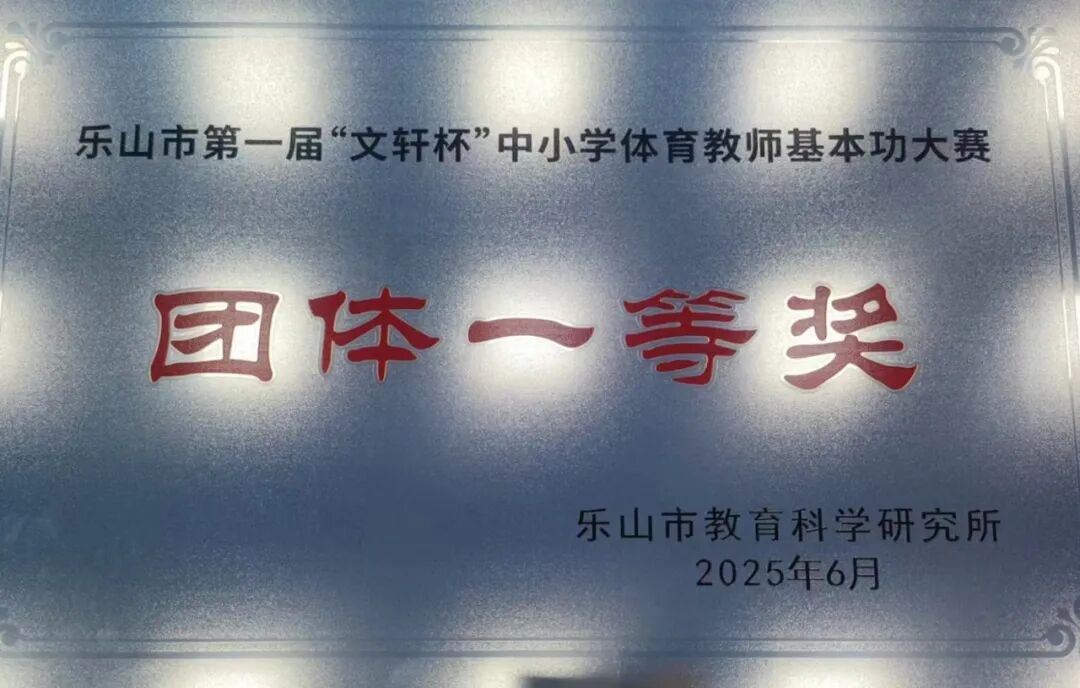 乐山市第一届“文轩杯”中小学体育教师基本功大赛
团体一等奖
乐山市教育科学研究所
2025年6月